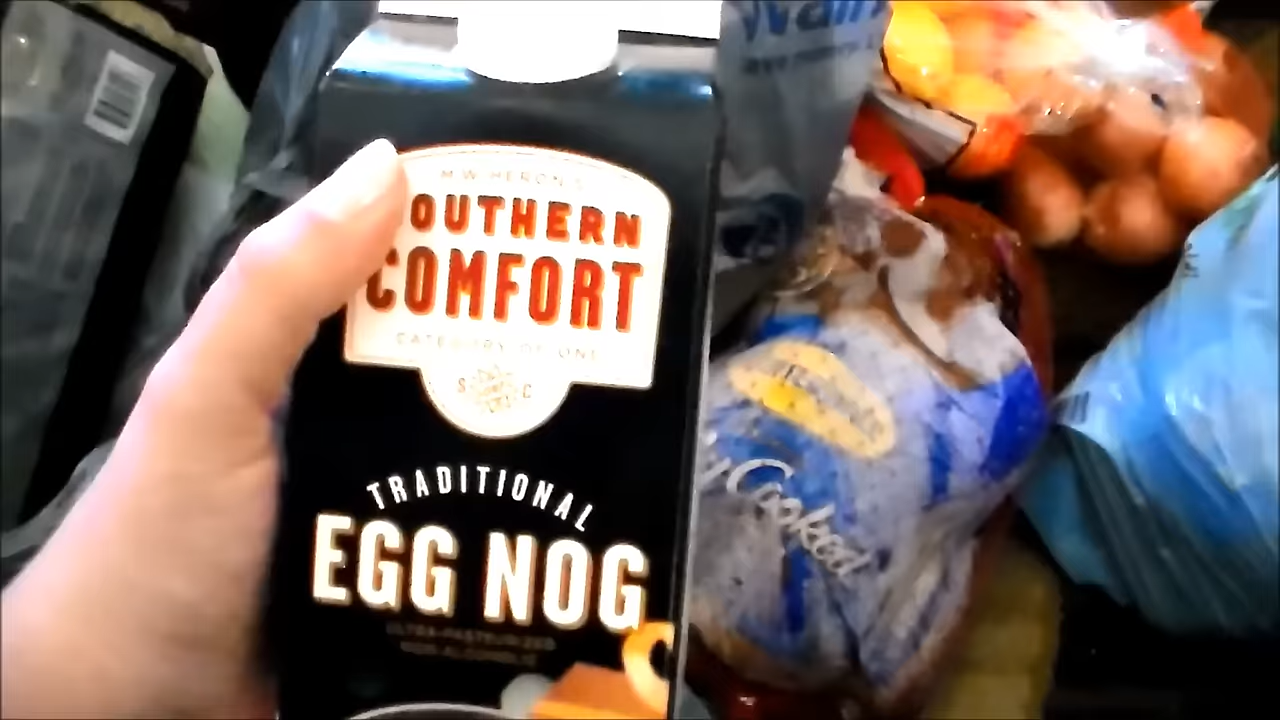 M.W. HERON'S
OUTHERN
COMFORT
CATEGORY OF ONE
S C
TRADITIONAL
EGG NOG
ULTRA-PASTEURIZED
NON-ALCOHOLIC
Cooked